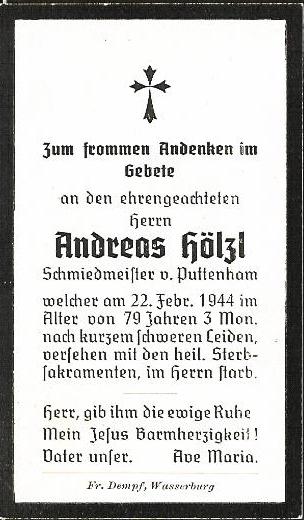 Zum frommen Andenken im
Gebete
an den ehrengeachteten
Herrn
Andreas Hölzl
Schmiedmeister v. Puttenham
welcher am 22. Febr. 1944 im
Alter von 79 Jahren 3 Mon.
nach kurzem schweren Leiden,
versehen mit den heil. Sterb-
sakramenten, im Herrn starb.
Herr, gib ihm die ewige Ruhe
Mein Jesus Barmherzigkeit!
Vater unser. Ave Maria.
Fr. Dempf, Wasserburg